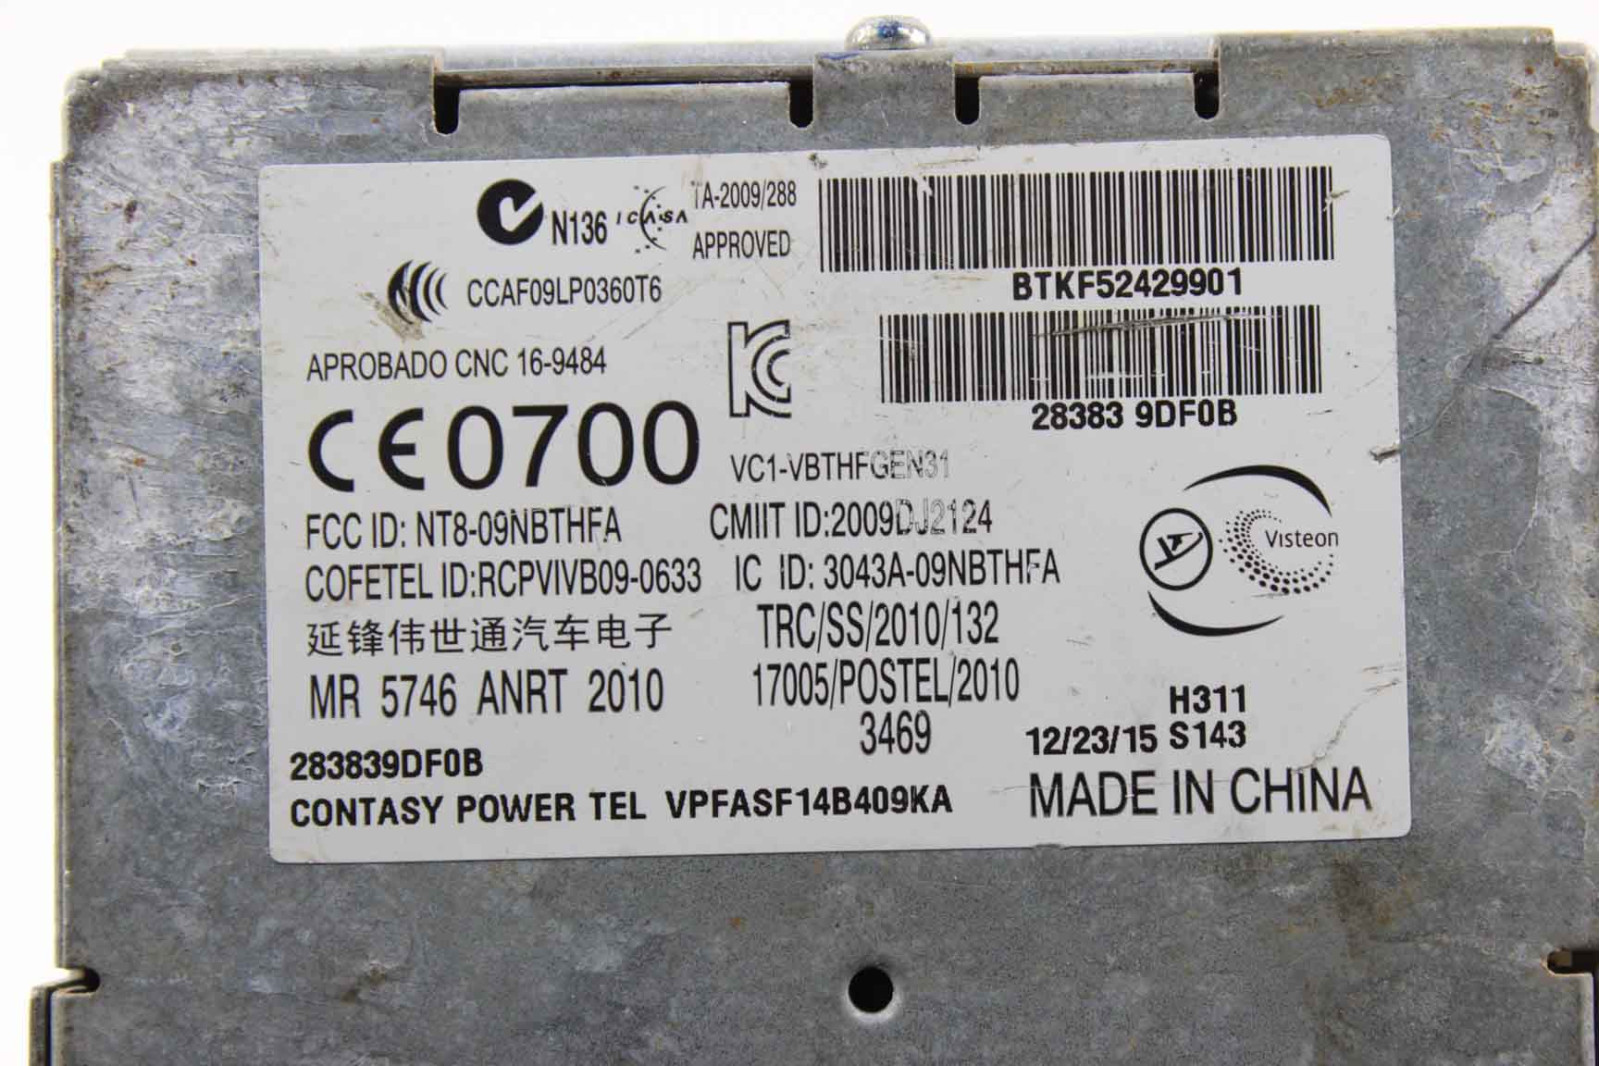 N136 ICASA TA-2009/288
APPROVED
CCAF09LP0360T6
BTKF52429901
APROBADO CNC 16-9484
28383 9DF0B
CE0700
VC1-VBTHFGEN31
FCC ID: NT8-09NBTHFA CMIIT ID:2009DJ2124
Visteon
COFETEL ID:RCPVIVB09-0633 IC ID: 3043A-09NBTHFA
延锋伟世通汽车电子 TRC/SS/2010/132
MR 5746 ANRT 2010 17005/POSTEL/2010
H311
3469 12/23/15 S143
283839DF0B
CONTASY POWER TEL VPFASF14B409KA MADE IN CHINA